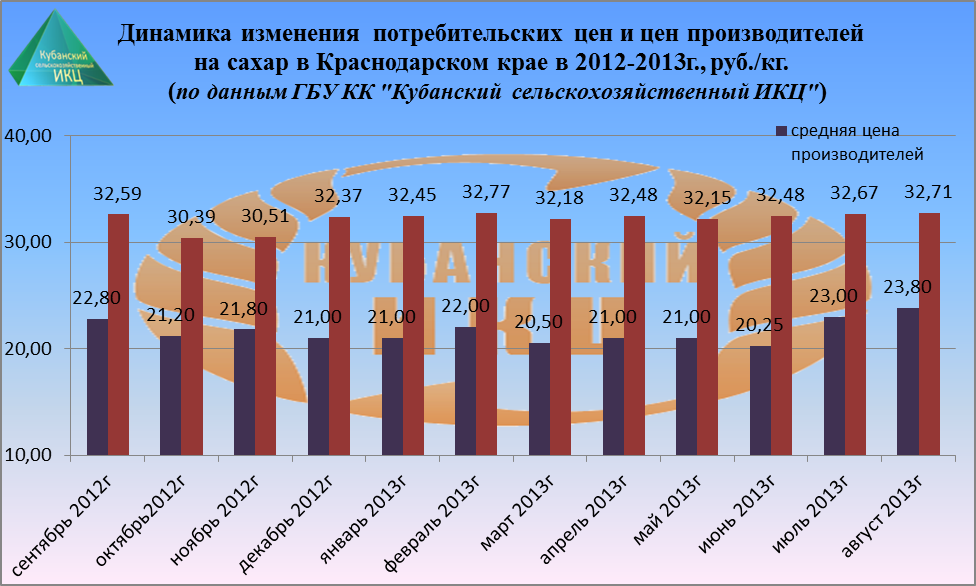 Кубанский
сельскохозяйственный
ИКЦ
Динамика изменения потребительских цен и цен производителей
на сахар в Краснодарском крае в 2012-2013г., руб./кг.
(по данным ГБУ КК "Кубанский сельскохозяйственный ИКЦ")
40,00
средняя цена
производителей
32,59 30,39 30,51 32,37 32,45 32,77 32,18 32,48 32,15 32,48 32,67 32,71
30,00
КУБАНСКИЙ
ИКЦ
22,80 21,20 21,80 21,00 21,00 22,00 20,50 21,00 21,00 20,25 23,00 23,80
20,00
10,00
сентябрь 2012г
октябрь2012г
ноябрь 2012г
декабрь 2012г
январь 2013г
февраль 2013г
март 2013г
апрель 2013г
май 2013г
июнь 2013г
июль 2013г
август 2013г